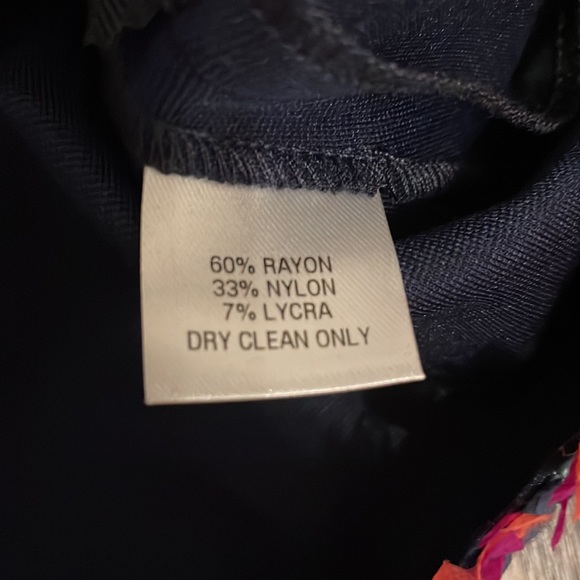 60% RAYON
33% NYLON
7% LYCRA
DRY CLEAN ONLY